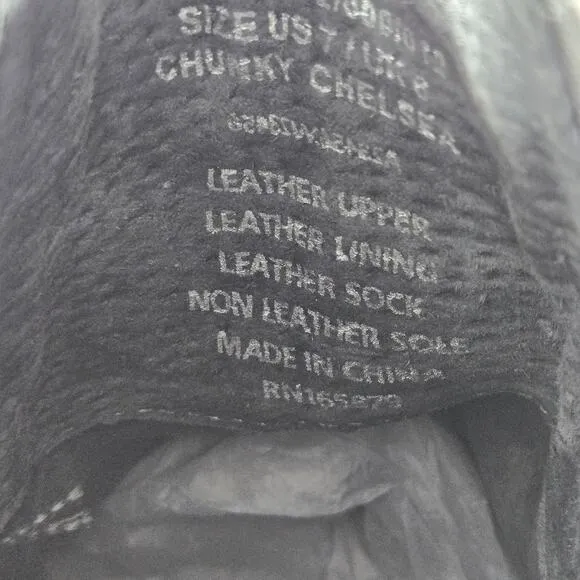 SIZE US 7 / UK 6
CHUNKY CHELSEA
LEATHER UPPER
LEATHER LINING
LEATHER SOCK
NON LEATHER SOLE
MADE IN CHINA